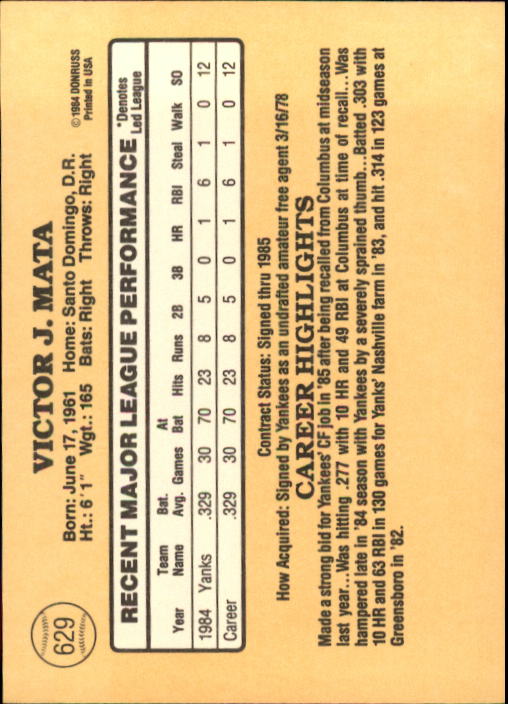 629
VICTOR J. MATA
Born: June 17, 1961 Home: Santo Domingo, D.R.
Ht.: 6'1" Wgt.: 165 Bats: Right Throws: Right
© 1984 DONRUSS
Printed in USA
RECENT MAJOR LEAGUE PERFORMANCE *Denotes Led League
Year Team Name Bat. Avg. Games At Bat Hits Runs 2B 3B HR RBI Steal Walk SO
1984 Yanks .329 30 70 23 8 5 0 1 6 1 0 12
Career .329 30 70 23 8 5 0 1 6 1 0 12
Contract Status: Signed thru 1985
How Acquired: Signed by Yankees as an undrafted amateur free agent 3/16/78
CAREER HIGHLIGHTS
Made a strong bid for Yankees' CF job in '85 after being recalled from Columbus at midseason
last year...Was hitting .277 with 10 HR and 49 RBI at Columbus at time of recall...Was
hampered late in '84 season with Yankees by a severely sprained thumb...Batted .303 with
10 HR and 63 RBI in 130 games for Yanks' Nashville farm in '83, and hit .314 in 123 games at
Greensboro in '82.